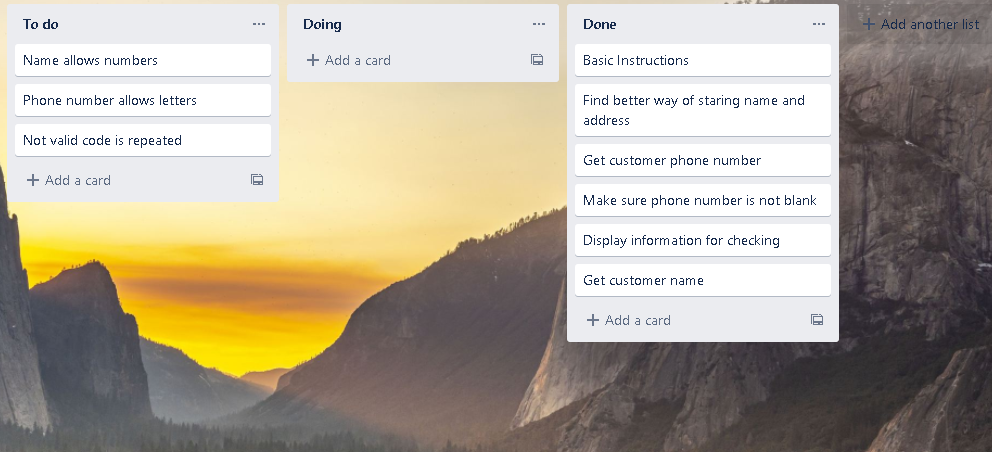 To do
Name allows numbers
Phone number allows letters
Not valid code is repeated
+ Add a card
Doing
+ Add a card
Done
Basic Instructions
Find better way of staring name and
address
Get customer phone number
Make sure phone number is not blank
Display information for checking
Get customer name
+ Add a card
+ Add another list